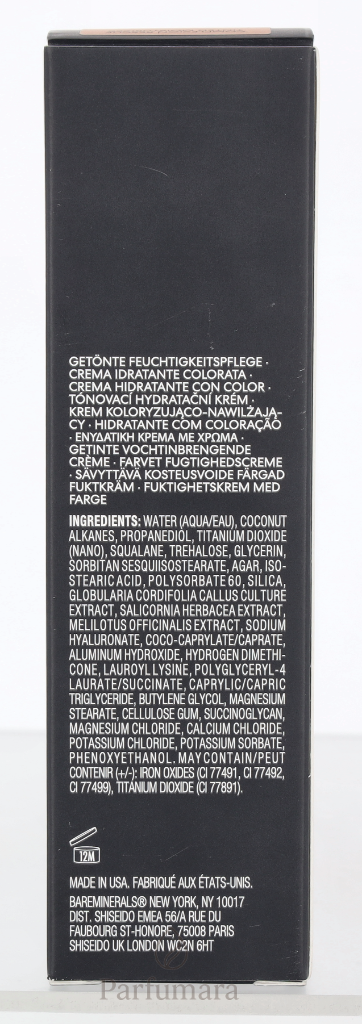 GETÖNTE FEUCHTIGKEITSPFLEGE ·
CREMA IDRATANTE COLORATA ·
CREMA HIDRATANTE CON COLOR ·
TÓNOVACÍ HYDRATAČNÍ KRÉM ·
KREM KOLORYZUJĄCO-NAWILŻAJĄ-
CY · HIDRATANTE COM COLORAÇÃO
· ΕΝΥΔΑΤΙΚΗ ΚΡΕΜΑ ΜΕ ΧΡΩΜΑ ·
GETINTE VOCHTINBRENGENDE
CRÈME · FARVET FUGTIGHEDSCREME
· SÄVYTTÄVÄ KOSTEUSVOIDE FÄRGAD
FUKTKRÄM · FUKTIGHETSKREM MED
FARGE
INGREDIENTS: WATER (AQUA/EAU), COCONUT
ALKANES, PROPANEDIOL, TITANIUM DIOXIDE
(NANO), SQUALANE, TREHALOSE, GLYCERIN,
SORBITAN SESQUIISOSTEARATE, AGAR, ISO-
STEARIC ACID, POLYSORBATE 60, SILICA,
GLOBULARIA CORDIFOLIA CALLUS CULTURE
EXTRACT, SALICORNIA HERBACEA EXTRACT,
MELILOTUS OFFICINALIS EXTRACT, SODIUM
HYALURONATE, COCO-CAPRYLATE/CAPRATE,
ALUMINUM HYDROXIDE, HYDROGEN DIMETHI-
CONE, LAUROYL LYSINE, POLYGLYCERYL-4
LAURATE/SUCCINATE, CAPRYLIC/CAPRIC
TRIGLYCERIDE, BUTYLENE GLYCOL, MAGNESIUM
STEARATE, CELLULOSE GUM, SUCCINOGLYCAN,
MAGNESIUM CHLORIDE, CALCIUM CHLORIDE,
POTASSIUM CHLORIDE, POTASSIUM SORBATE,
PHENOXYETHANOL. MAY CONTAIN/PEUT
CONTENIR (+/-): IRON OXIDES (CI 77491, CI 77492,
CI 77499), TITANIUM DIOXIDE (CI 77891).
12M
MADE IN USA. FABRIQUÉ AUX ÉTATS-UNIS.
BAREMINERALS® NEW YORK, NY 10017
DIST. SHISEIDO EMEA 56/A RUE DU
FAUBOURG ST-HONORE, 75008 PARIS
SHISEIDO UK LONDON WC2N 6HT
Parfumara